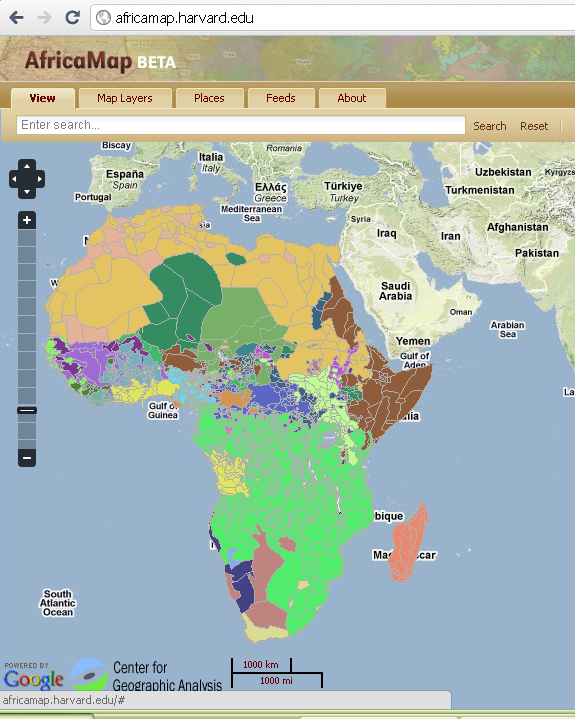 africamap.harvard.edu
AfricaMap BETA
View Map Layers Places Feeds About
Enter search... Search Reset
Biscay
Romania
Italia
Italy
España
Spain
Portugal
Ελλάς
Greece
Türkiye
Turkey
Uzbekistan
Kyrgyzs
Turkmenistan
Mediterranean
Sea
Syria
Iraq
Iran
Afghanistan
Pakistan
Saudi
Arabia
Oman
Yemen
Arabian
Sea
Gulf of
Aden
Gulf of
Guinea
bique
South
Atlantic
Ocean
POWERED BY
Google
Center for
Geographic Analysis
1000 km
1000 mi
africamap.harvard.edu/#